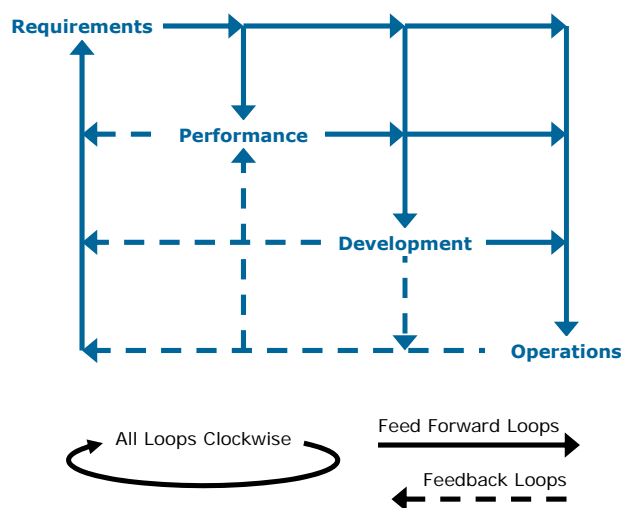 Requirements
Performance
Development
Operations
All Loops Clockwise
Feed Forward Loops
Feedback Loops